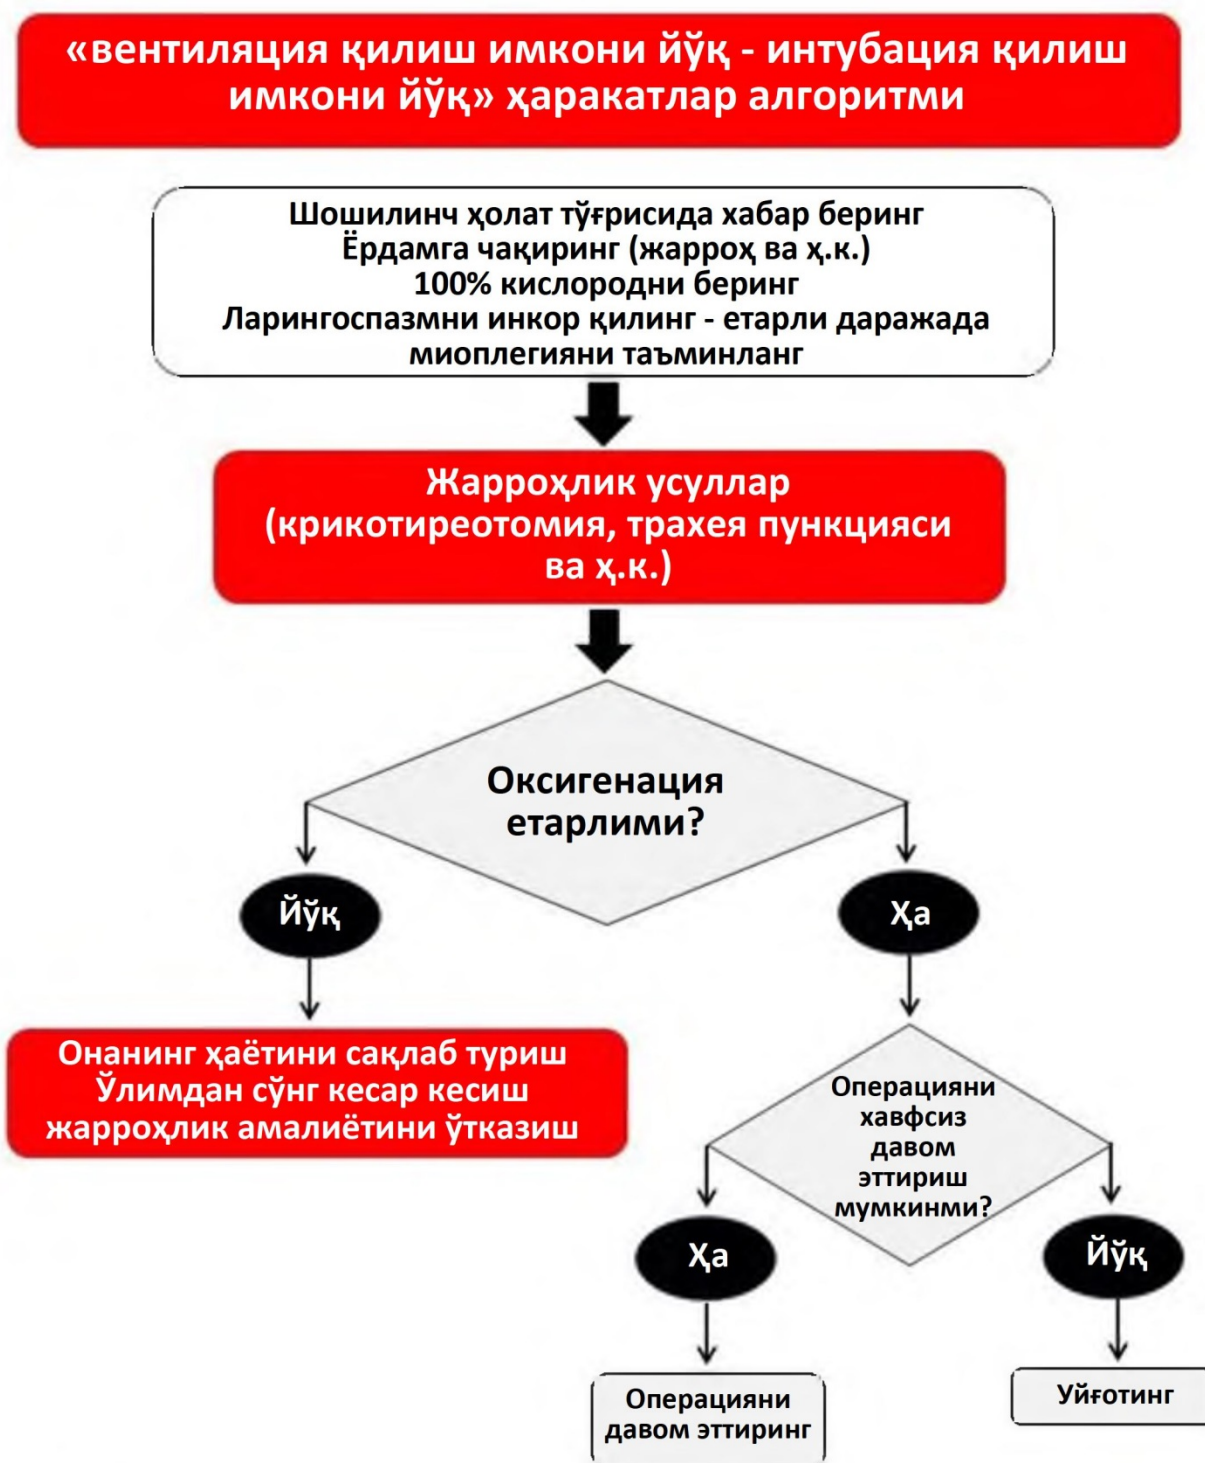 «вентиляция қилиш имкони йўқ - интубация қилиш
имкони йўқ» ҳаракатлар алгоритми
Шошилинч ҳолат тўғрисида хабар беринг
Ёрдамга чақиринг (жарроҳ ва ҳ.к.)
100% кислородни беринг
Ларингоспазмни инкор қилинг - етарли даражада
миоплегияни таъминланг
Жарроҳлик усуллар
(крикотиреотомия, трахея пункцияси
ва ҳ.к.)
Оксигенация
етарлими?
Йўқ
Ҳа
Онанинг ҳаётини сақлаб туриш
Ўлимдан сўнг кесар кесиш
жарроҳлик амалиётини ўтказиш
Операцияни
хавфсиз
давом
эттириш
мумкинми?
Ҳа
Йўқ
Операцияни
давом эттиринг
Уйғотинг